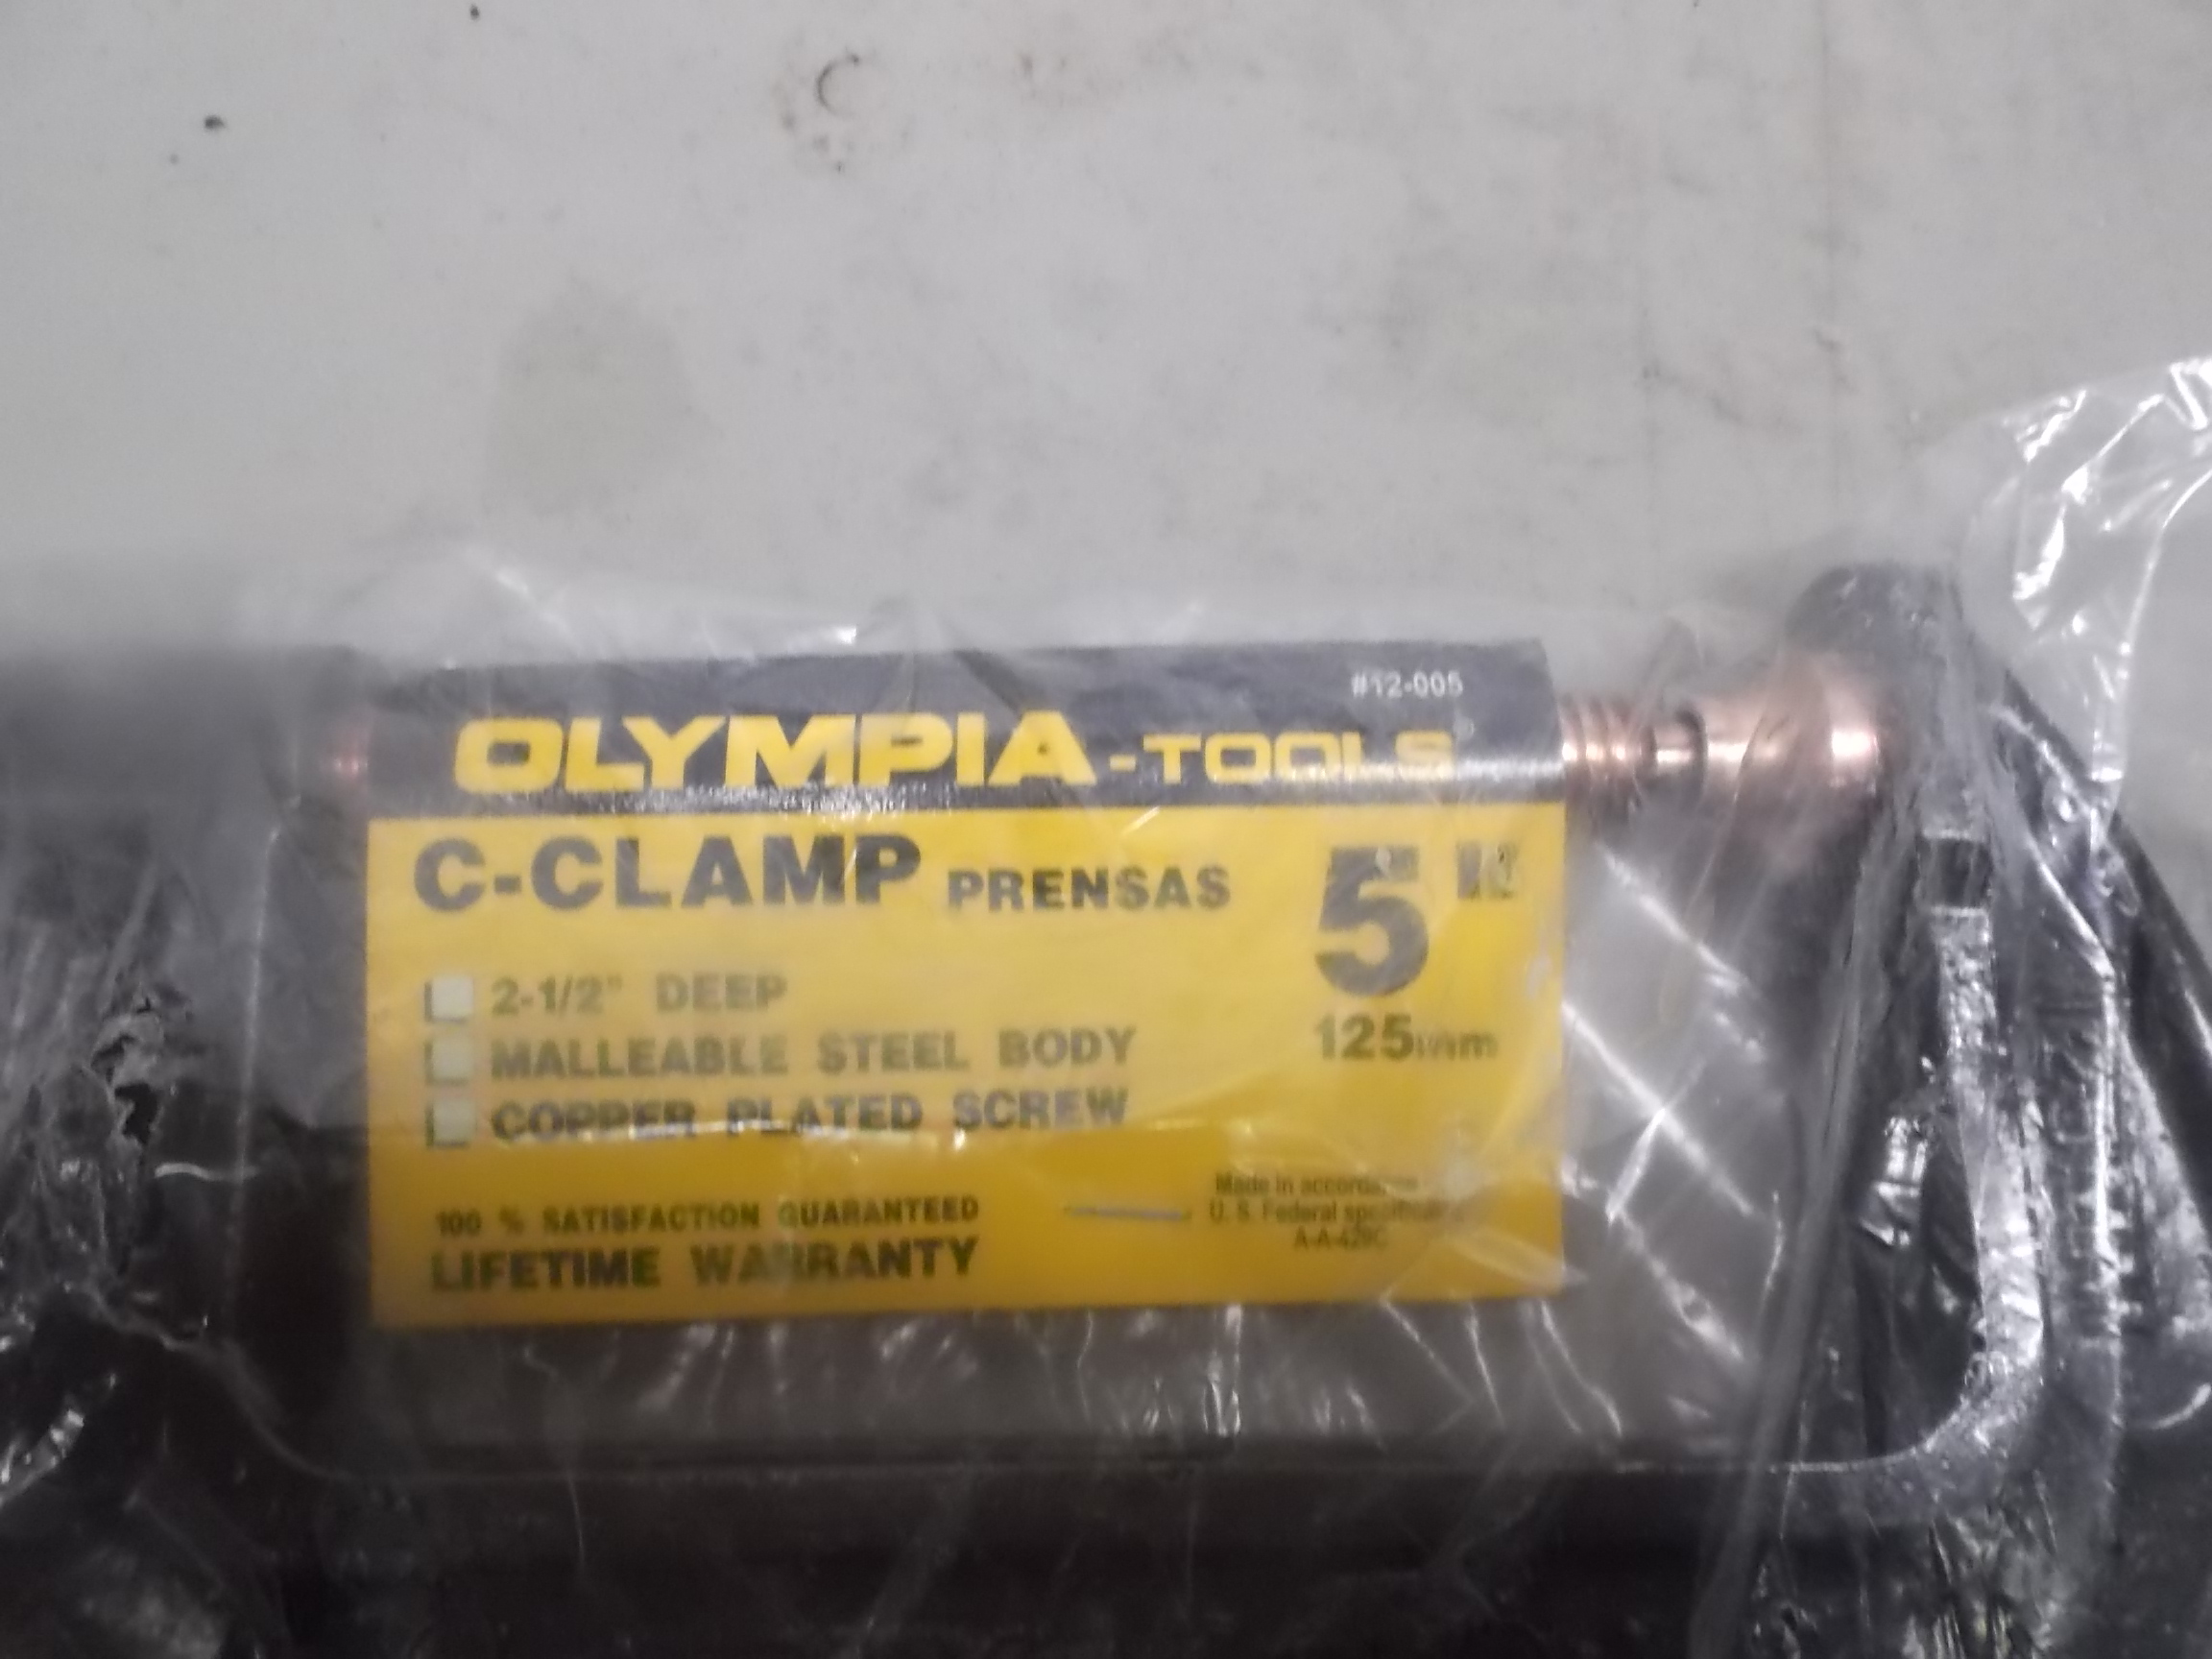 #12-005
OLYMPIA-TOOLS®
C-CLAMP PRENSAS 5"
2-1/2" DEEP
MALLEABLE STEEL BODY
125mm
COPPER PLATED SCREW
100 % SATISFACTION GUARANTEED
LIFETIME WARRANTY
Made in accordance
U. S. Federal